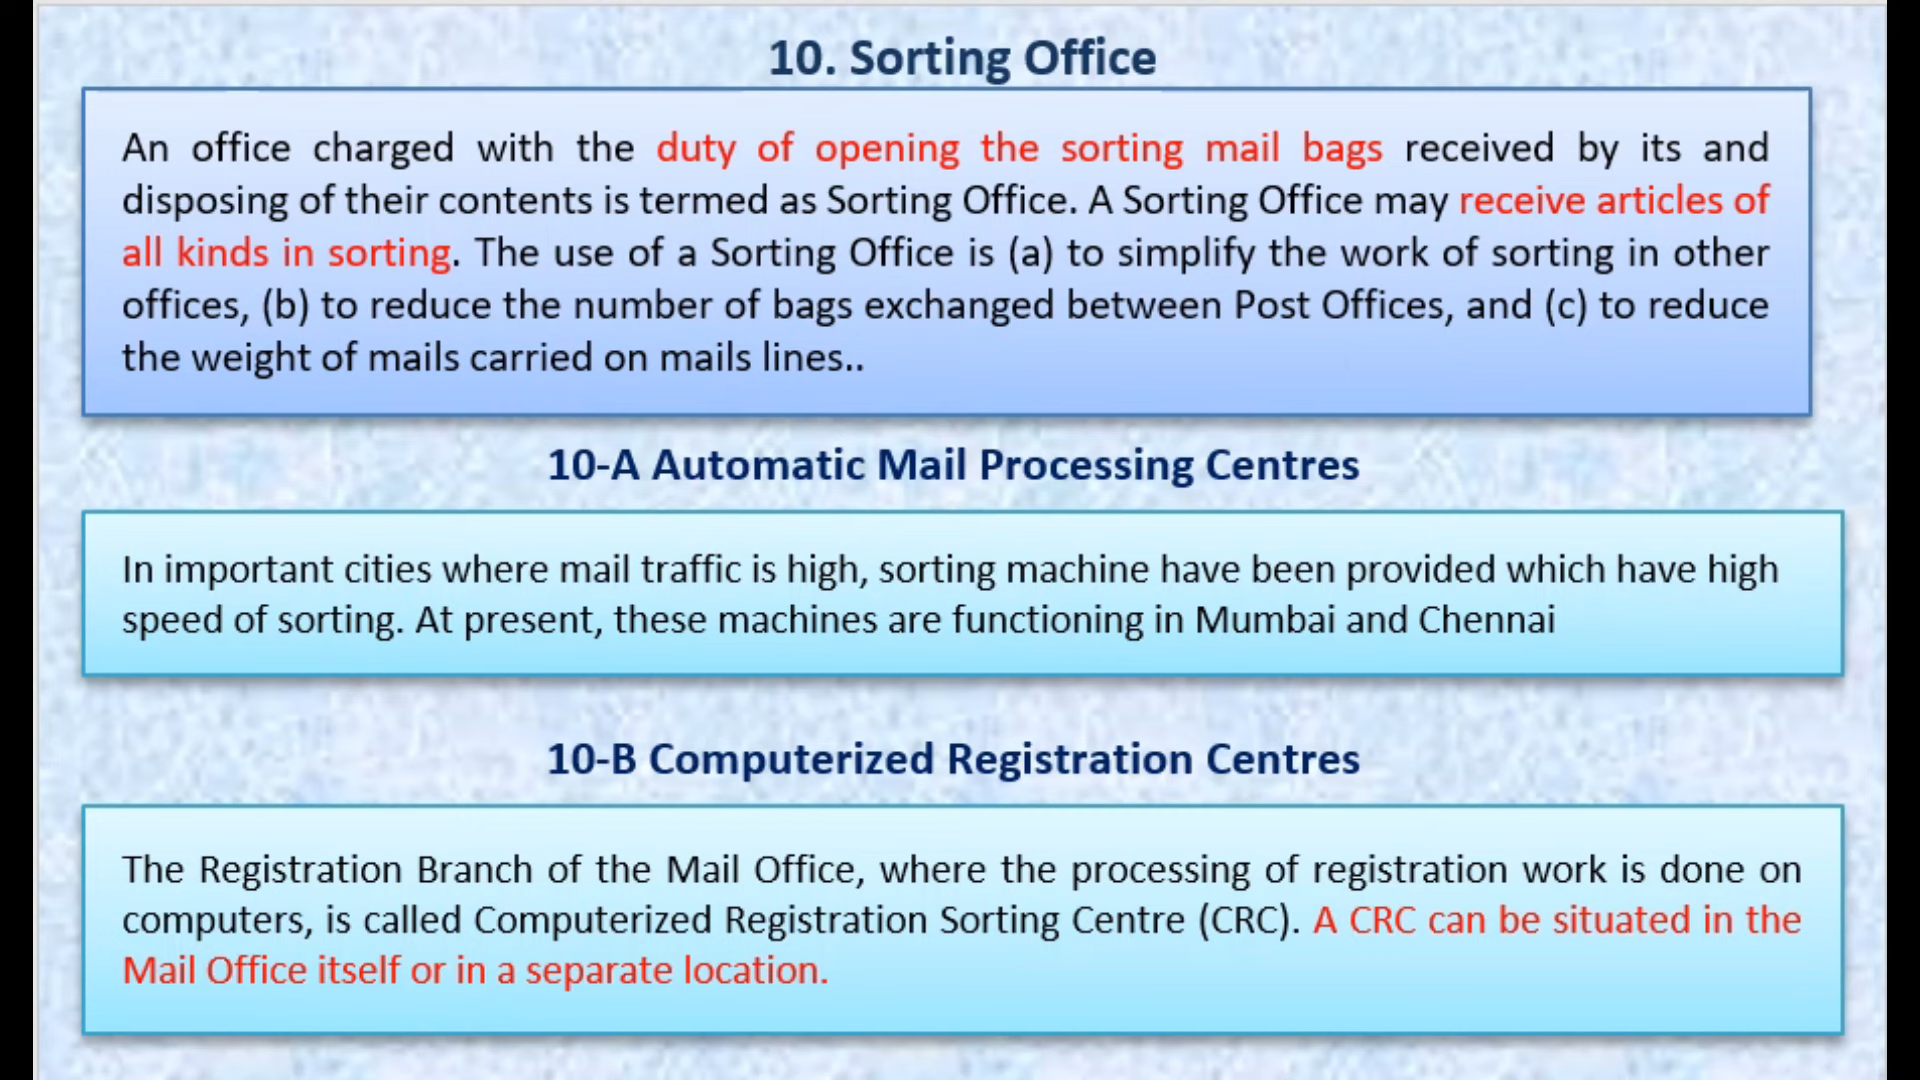 10. Sorting Office
An office charged with the duty of opening the sorting mail bags received by its and
disposing of their contents is termed as Sorting Office. A Sorting Office may receive articles of
all kinds in sorting. The use of a Sorting Office is (a) to simplify the work of sorting in other
offices, (b) to reduce the number of bags exchanged between Post Offices, and (c) to reduce
the weight of mails carried on mails lines..
10-A Automatic Mail Processing Centres
In important cities where mail traffic is high, sorting machine have been provided which have high
speed of sorting. At present, these machines are functioning in Mumbai and Chennai
10-B Computerized Registration Centres
The Registration Branch of the Mail Office, where the processing of registration work is done on
computers, is called Computerized Registration Sorting Centre (CRC). A CRC can be situated in the
Mail Office itself or in a separate location.